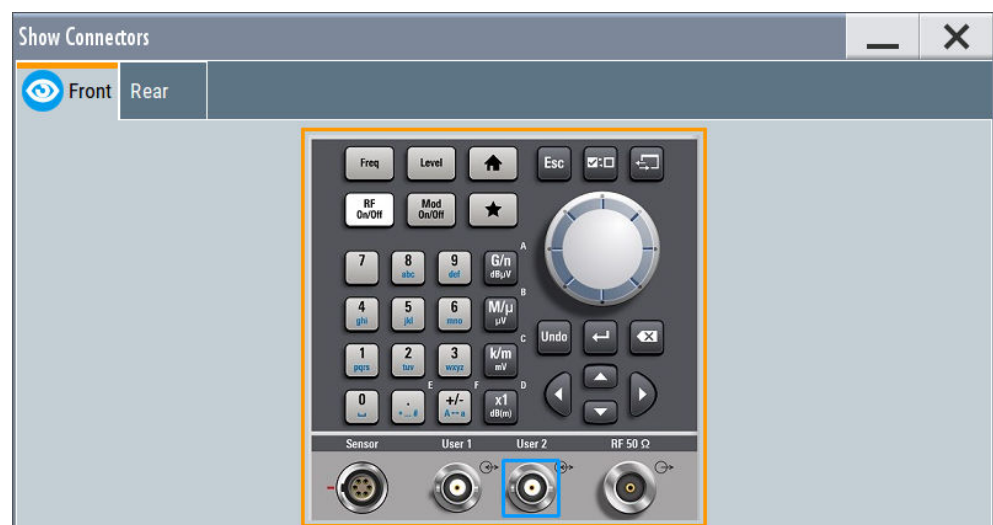 Show Connectors
Front Rear
Freq Level Esc
RF On/Off Mod On/Off
A
7 8 abc 9 def G/n dBµV
B
4 ghi 5 jkl 6 mno M/µ µV
C
1 pqrs 2 tuv 3 wxyz k/m mV Undo
E F D
0 . +/- x1 dB(m)
Sensor User 1 User 2 RF 50 Ω